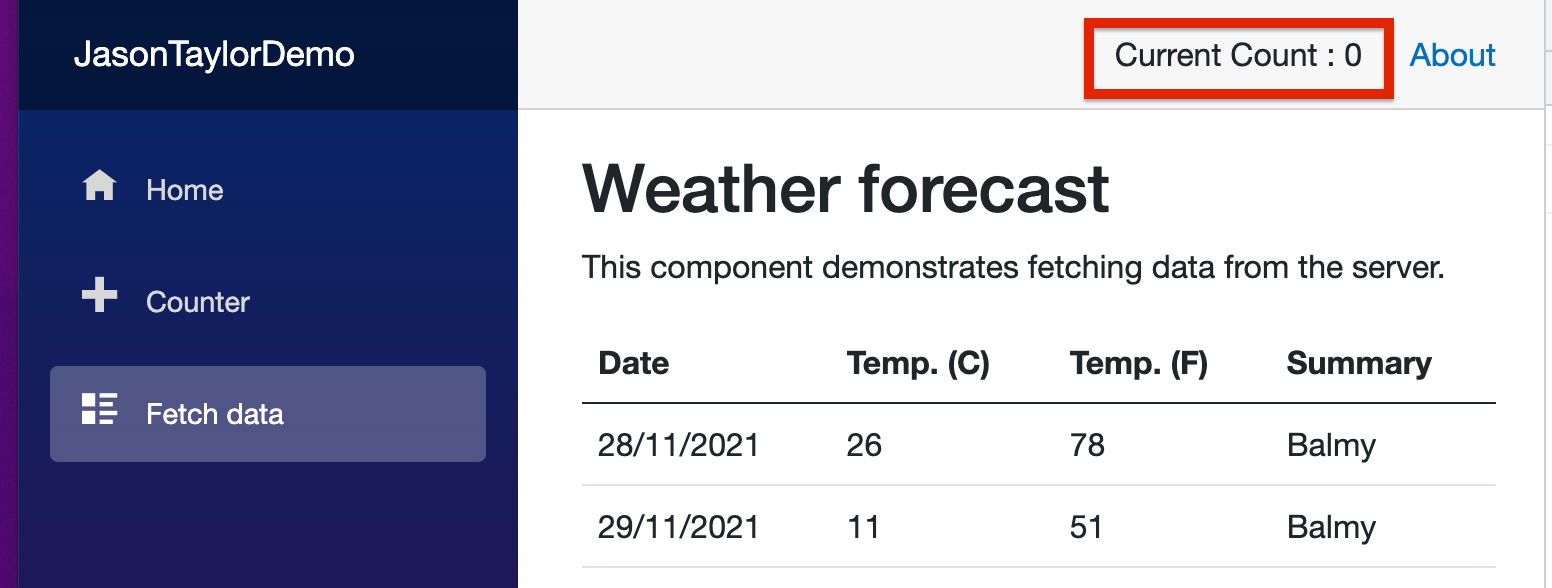 JasonTaylorDemo
Current Count : 0 About
Home
Counter
Fetch data
Weather forecast
This component demonstrates fetching data from the server.
Date Temp. (C) Temp. (F) Summary
28/11/2021 26 78 Balmy
29/11/2021 11 51 Balmy